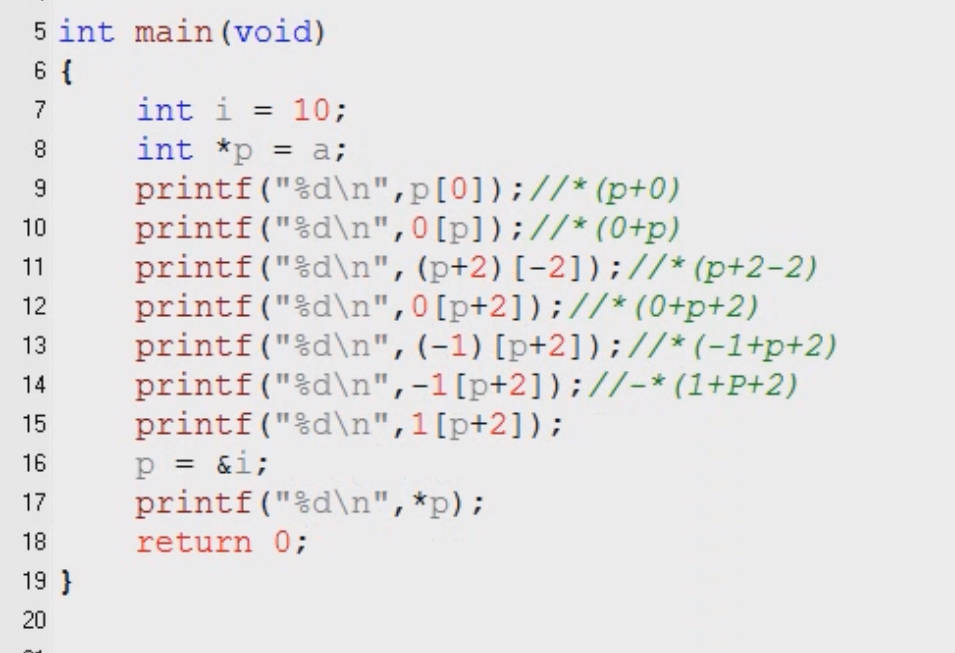 5 int main(void)
6 {
7 int i = 10;
8 int *p = a;
9 printf("%d\n",p[0]);//*(p+0)
10 printf("%d\n",0[p]);//*(0+p)
11 printf("%d\n",(p+2)[-2]);//*(p+2-2)
12 printf("%d\n",0[p+2]);//*(0+p+2)
13 printf("%d\n",(-1)[p+2]);//*(-1+p+2)
14 printf("%d\n",-1[p+2]);//-*(1+P+2)
15 printf("%d\n",1[p+2]);
16 p = &i;
17 printf("%d\n",*p);
18 return 0;
19 }
20